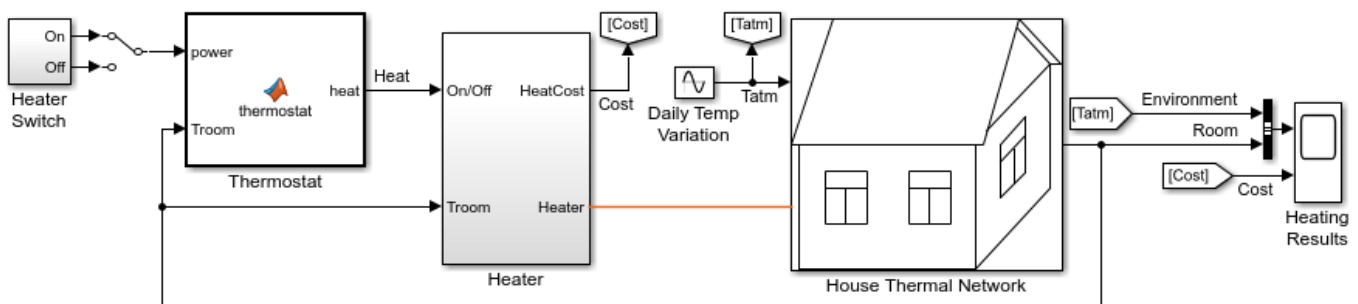 On
Off
Heater
Switch
power
Troom
thermostat
heat
Thermostat
Heat
On/Off
Troom
HeatCost
Heater
Heater
[Cost]
Cost
[Tatm]
Tatm
Daily Temp
Variation
House Thermal Network
[Tatm]
Environment
Room
[Cost]
Cost
Heating
Results